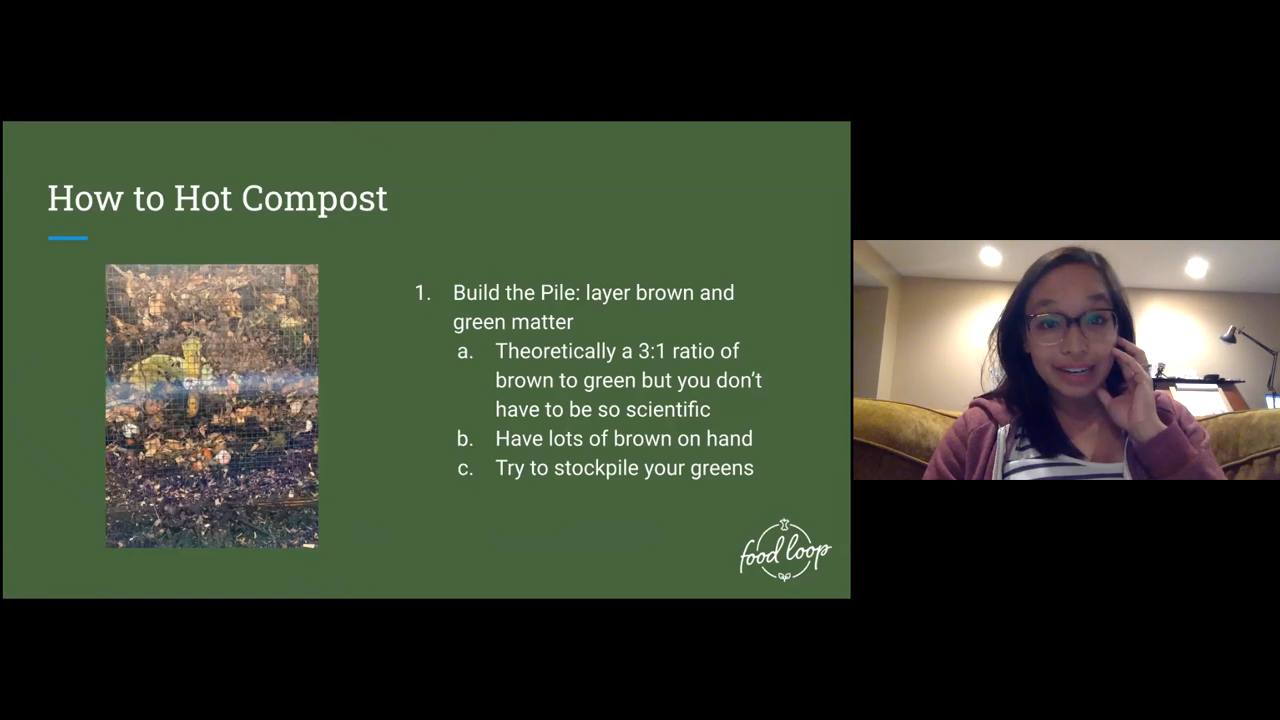 How to Hot Compost
1. Build the Pile: layer brown and
green matter
a. Theoretically a 3:1 ratio of
brown to green but you don’t
have to be so scientific
b. Have lots of brown on hand
c. Try to stockpile your greens
food loop